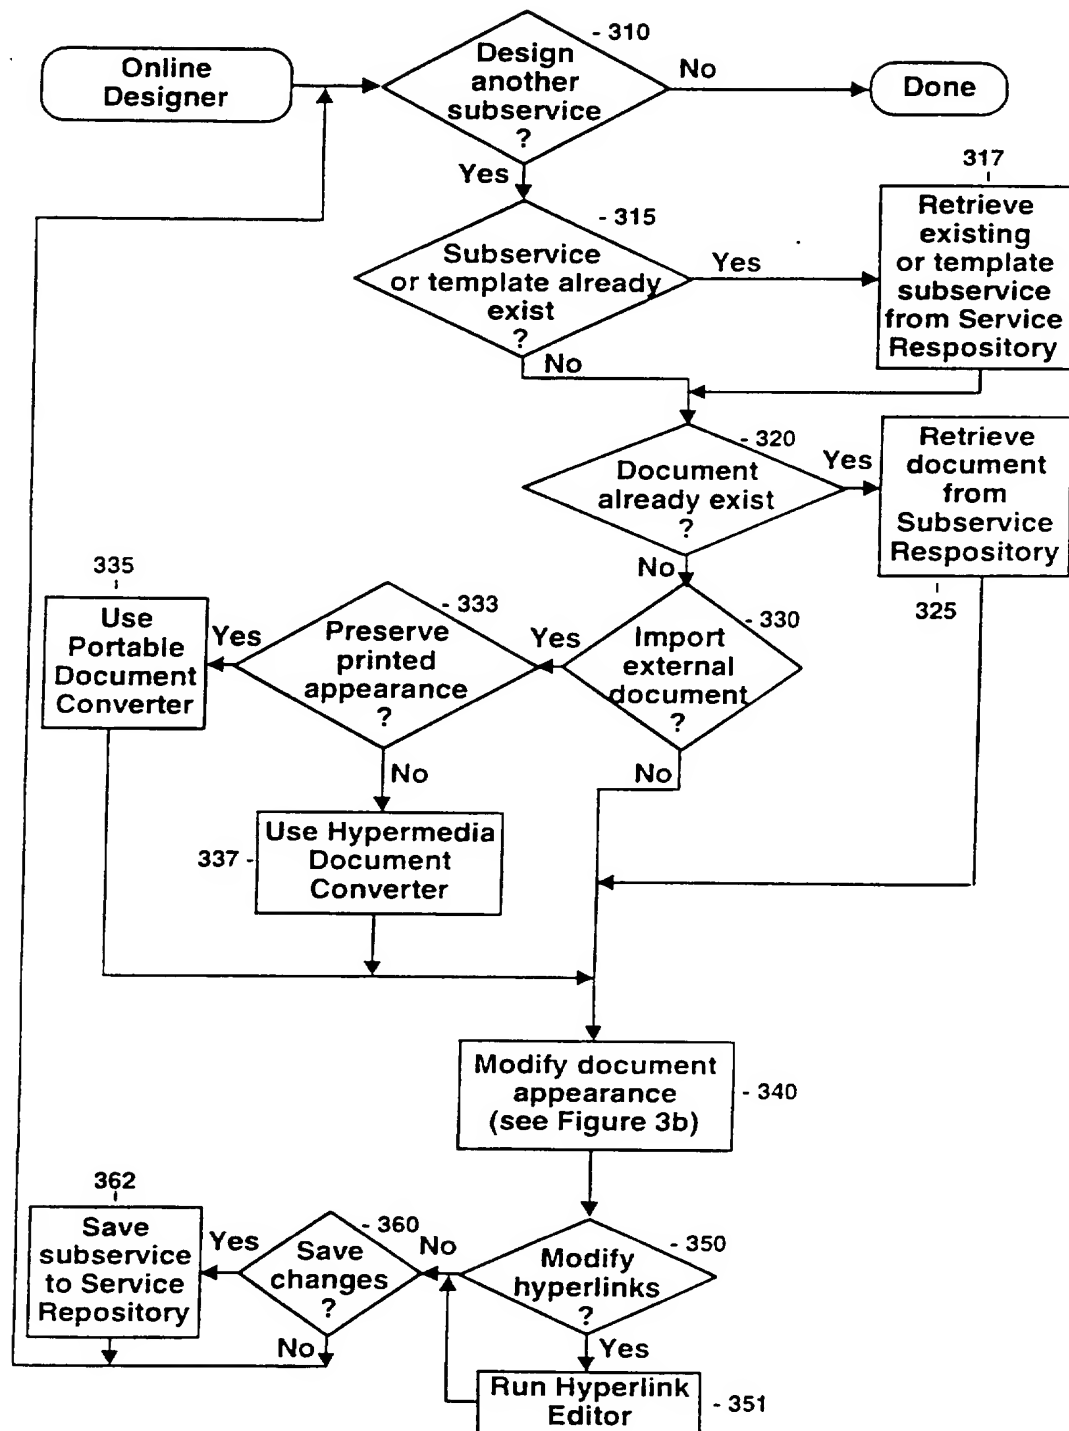 - 310
Online
Designer
Design
another
subservice
?
No
Done
Yes
317
- 315
Subservice
or template already
exist
?
Yes
Retrieve
existing
or template
subservice
from Service
Respository
No
- 320
Document
already exist
?
Yes
Retrieve
document
from
Subservice
Respository
325
No
335
Use
Portable
Document
Converter
Yes
- 333
Preserve
printed
appearance
?
Yes
- 330
Import
external
document
?
No
No
337 -
Use Hypermedia
Document
Converter
Modify document
appearance
(see Figure 3b)
- 340
362
Save
subservice
to Service
Repository
Yes
- 360
Save
changes
?
No
No
- 350
Modify
hyperlinks
?
Yes
Run Hyperlink
Editor
- 351